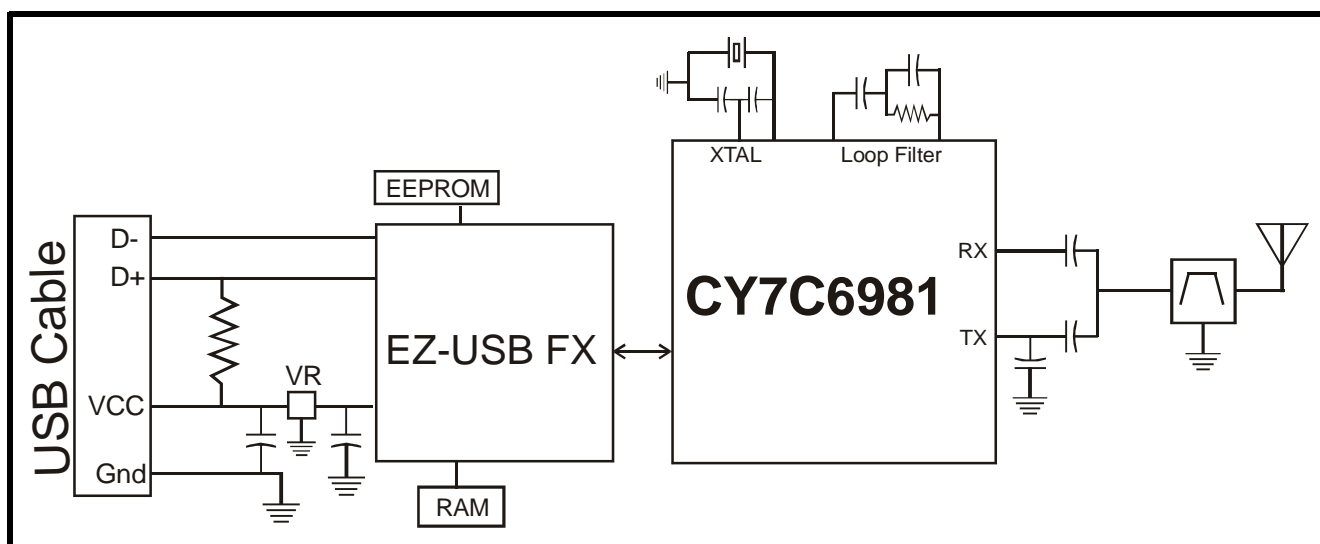 XTAL
Loop Filter
EEPROM
USB Cable
D-
D+
VCC
Gnd
VR
EZ-USB FX
RAM
CY7C6981
RX
TX